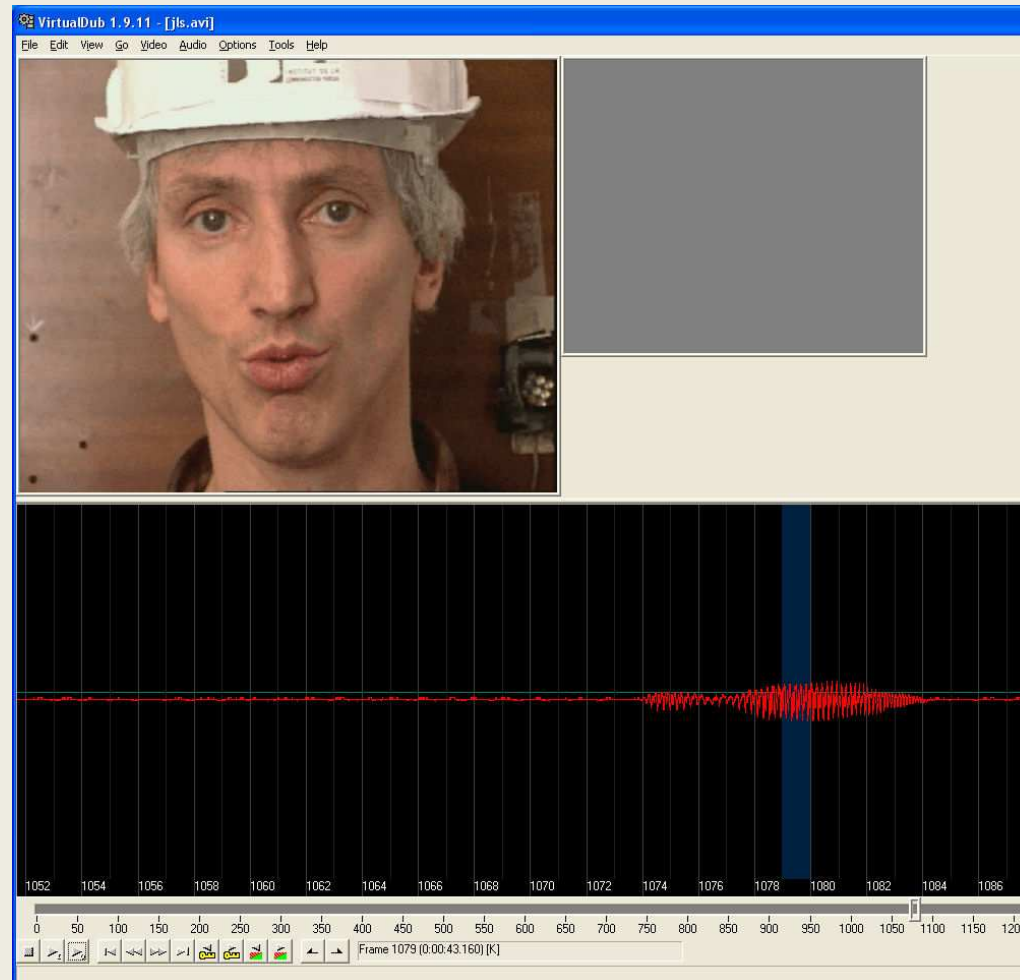 VirtualDub 1.9.11 - [jls.avi]
File Edit View Go Video Audio Options Tools Help
INSTITUT DE LA
1052 1054 1056 1058 1060 1062 1064 1066 1068 1070 1072 1074 1076 1078 1080 1082 1084 1086
0 50 100 150 200 250 300 350 400 450 500 550 600 650 700 750 800 850 900 950 1000 1050 1100 1150
Frame 1079 (0:00:43.160) [K]